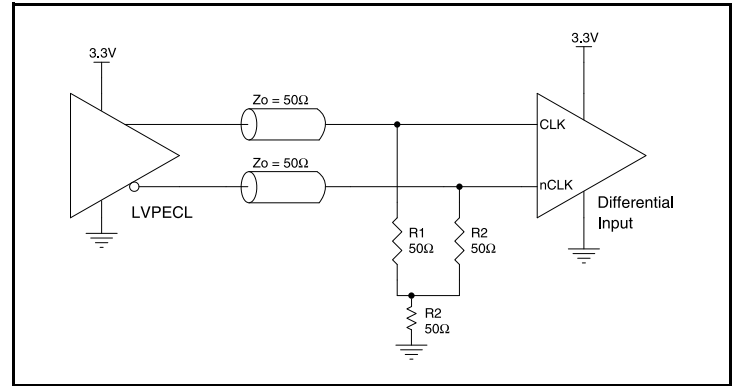 3.3V
3.3V
Zo = 50Ω
CLK
Zo = 50Ω
nCLK
LVPECL
Differential
Input
R1
50Ω
R2
50Ω
R2
50Ω